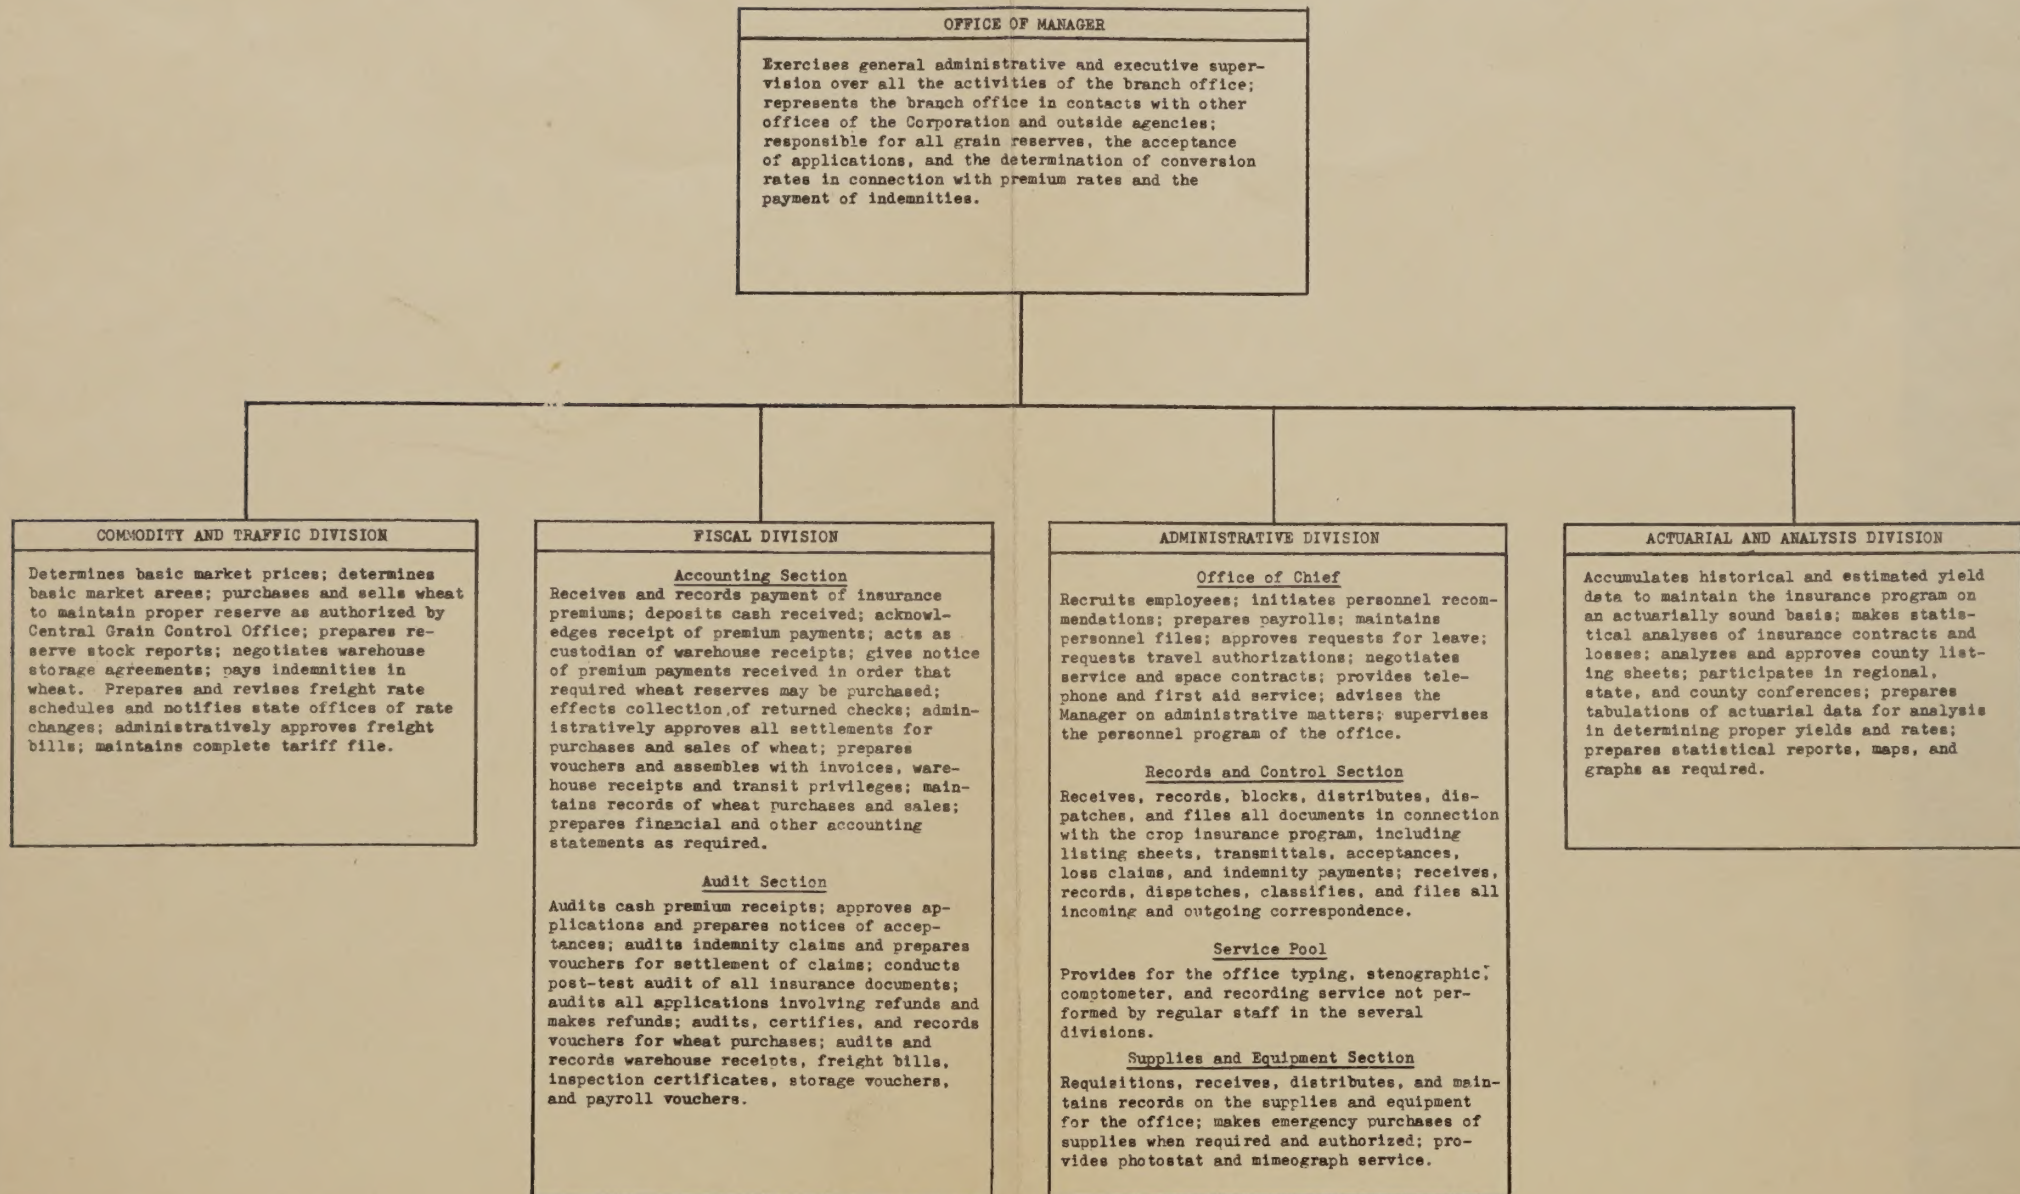 OFFICE OF MANAGER
Exercises general administrative and executive super-
vision over all the activities of the branch office;
represents the branch office in contacts with other
offices of the Corporation and outside agencies;
responsible for all grain reserves, the acceptance
of applications, and the determination of conversion
rates in connection with premium rates and the
payment of indemnities.
COMMODITY AND TRAFFIC DIVISION
Determines basic market prices; determines
basic market areas; purchases and sells wheat
to maintain proper reserve as authorized by
Central Grain Control Office; prepares re-
serve stock reports; negotiates warehouse
storage agreements; pays indemnities in
wheat. Prepares and revises freight rate
schedules and notifies state offices of rate
changes; administratively approves freight
bills; maintains complete tariff file.
FISCAL DIVISION
Accounting Section
Receives and records payment of insurance
premiums; deposits cash received; acknowl-
edges receipt of premium payments; acts as
custodian of warehouse receipts; gives notice
of premium payments received in order that
required wheat reserves may be purchased;
effects collection of returned checks; admin-
istratively approves all settlements for
purchases and sales of wheat; prepares
vouchers and assembles with invoices, ware-
house receipts and transit privileges; main-
tains records of wheat purchases and sales;
prepares financial and other accounting
statements as required.
Audit Section
Audits cash premium receipts; approves ap-
plications and prepares notices of accep-
tances; audits indemnity claims and prepares
vouchers for settlement of claims; conducts
post-test audit of all insurance documents;
audits all applications involving refunds and
makes refunds; audits, certifies, and records
vouchers for wheat purchases; audits and
records warehouse receipts, freight bills,
inspection certificates, storage vouchers,
and payroll vouchers.
ADMINISTRATIVE DIVISION
Office of Chief
Recruits employees; initiates personnel recom-
mendations; prepares payrolls; maintains
personnel files; approves requests for leave;
requests travel authorizations; negotiates
service and space contracts; provides tele-
phone and first aid service; advises the
Manager on administrative matters; supervises
the personnel program of the office.
Records and Control Section
Receives, records, blocks, distributes, dis-
patches, and files all documents in connection
with the crop insurance program, including
listing sheets, transmittals, acceptances,
loss claims, and indemnity payments; receives,
records, dispatches, classifies, and files all
incoming and outgoing correspondence.
Service Pool
Provides for the office typing, stenographic,
comptometer, and recording service not per-
formed by regular staff in the several
divisions.
Supplies and Equipment Section
Requisitions, receives, distributes, and main-
tains records on the supplies and equipment
for the office; makes emergency purchases of
supplies when required and authorized; pro-
vides photostat and mimeograph service.
ACTUARIAL AND ANALYSIS DIVISION
Accumulates historical and estimated yield
data to maintain the insurance program on
an actuarially sound basis; makes statis-
tical analyses of insurance contracts and
losses; analyzes and approves county list-
ing sheets; participates in regional,
state, and county conferences; prepares
tabulations of actuarial data for analysis
in determining proper yields and rates;
prepares statistical reports, maps, and
graphs as required.